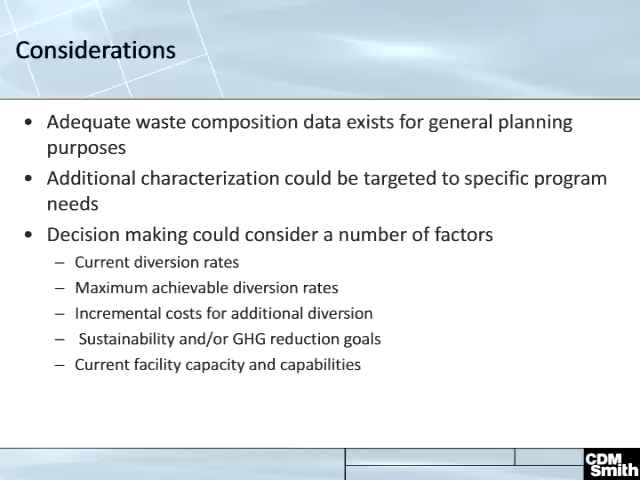 Considerations
• Adequate waste composition data exists for general planning
purposes
• Additional characterization could be targeted to specific program
needs
• Decision making could consider a number of factors
– Current diversion rates
– Maximum achievable diversion rates
– Incremental costs for additional diversion
– Sustainability and/or GHG reduction goals
– Current facility capacity and capabilities
CDM
Smith